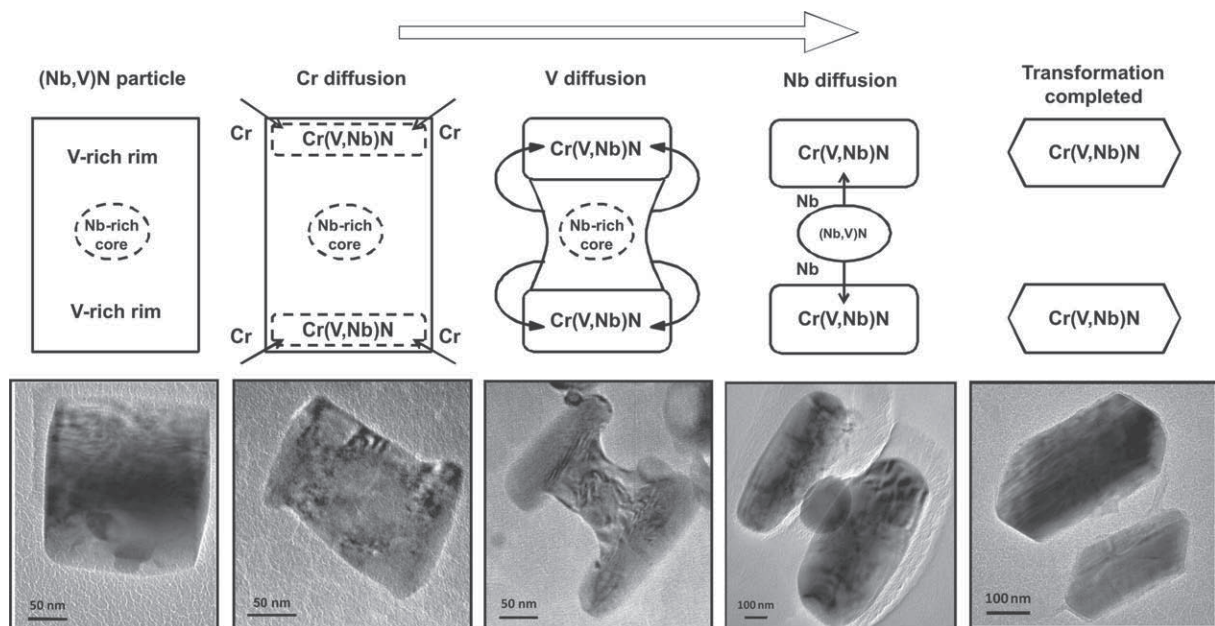 (Nb,V)N particle
Cr diffusion
V diffusion
Nb diffusion
Transformation
completed
V-rich rim
Nb-rich
core
V-rich rim
Cr
Cr
Cr(V,Nb)N
Nb-rich
core
Cr
Cr
Cr(V,Nb)N
Cr(V,Nb)N
Nb-rich
core
Cr(V,Nb)N
Cr(V,Nb)N
Nb
(Nb,V)N
Nb
Cr(V,Nb)N
Cr(V,Nb)N
Cr(V,Nb)N
50 nm
50 nm
50 nm
100 nm
100 nm